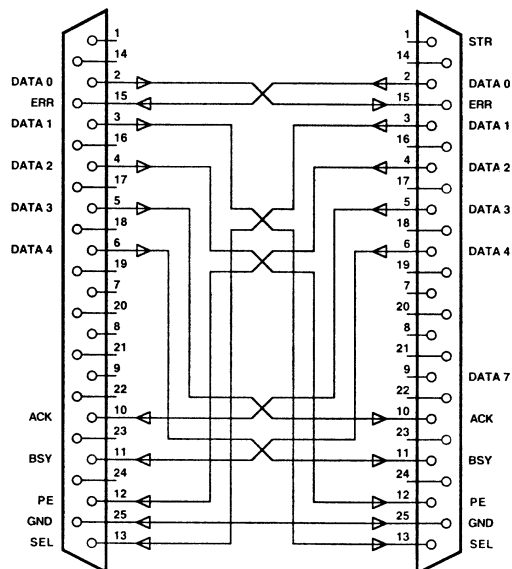 1 1 STR
14 14
DATA 0 2 2 DATA 0
ERR 15 15 ERR
DATA 1 3 3 DATA 1
16 16
DATA 2 4 4 DATA 2
17 17
DATA 3 5 5 DATA 3
18 18
DATA 4 6 6 DATA 4
19 19
7 7
20 20
8 8
21 21
9 9 DATA 7
22 22
ACK 10 10 ACK
23 23
BSY 11 11 BSY
24 24
PE 12 12 PE
GND 25 25 GND
SEL 13 13 SEL